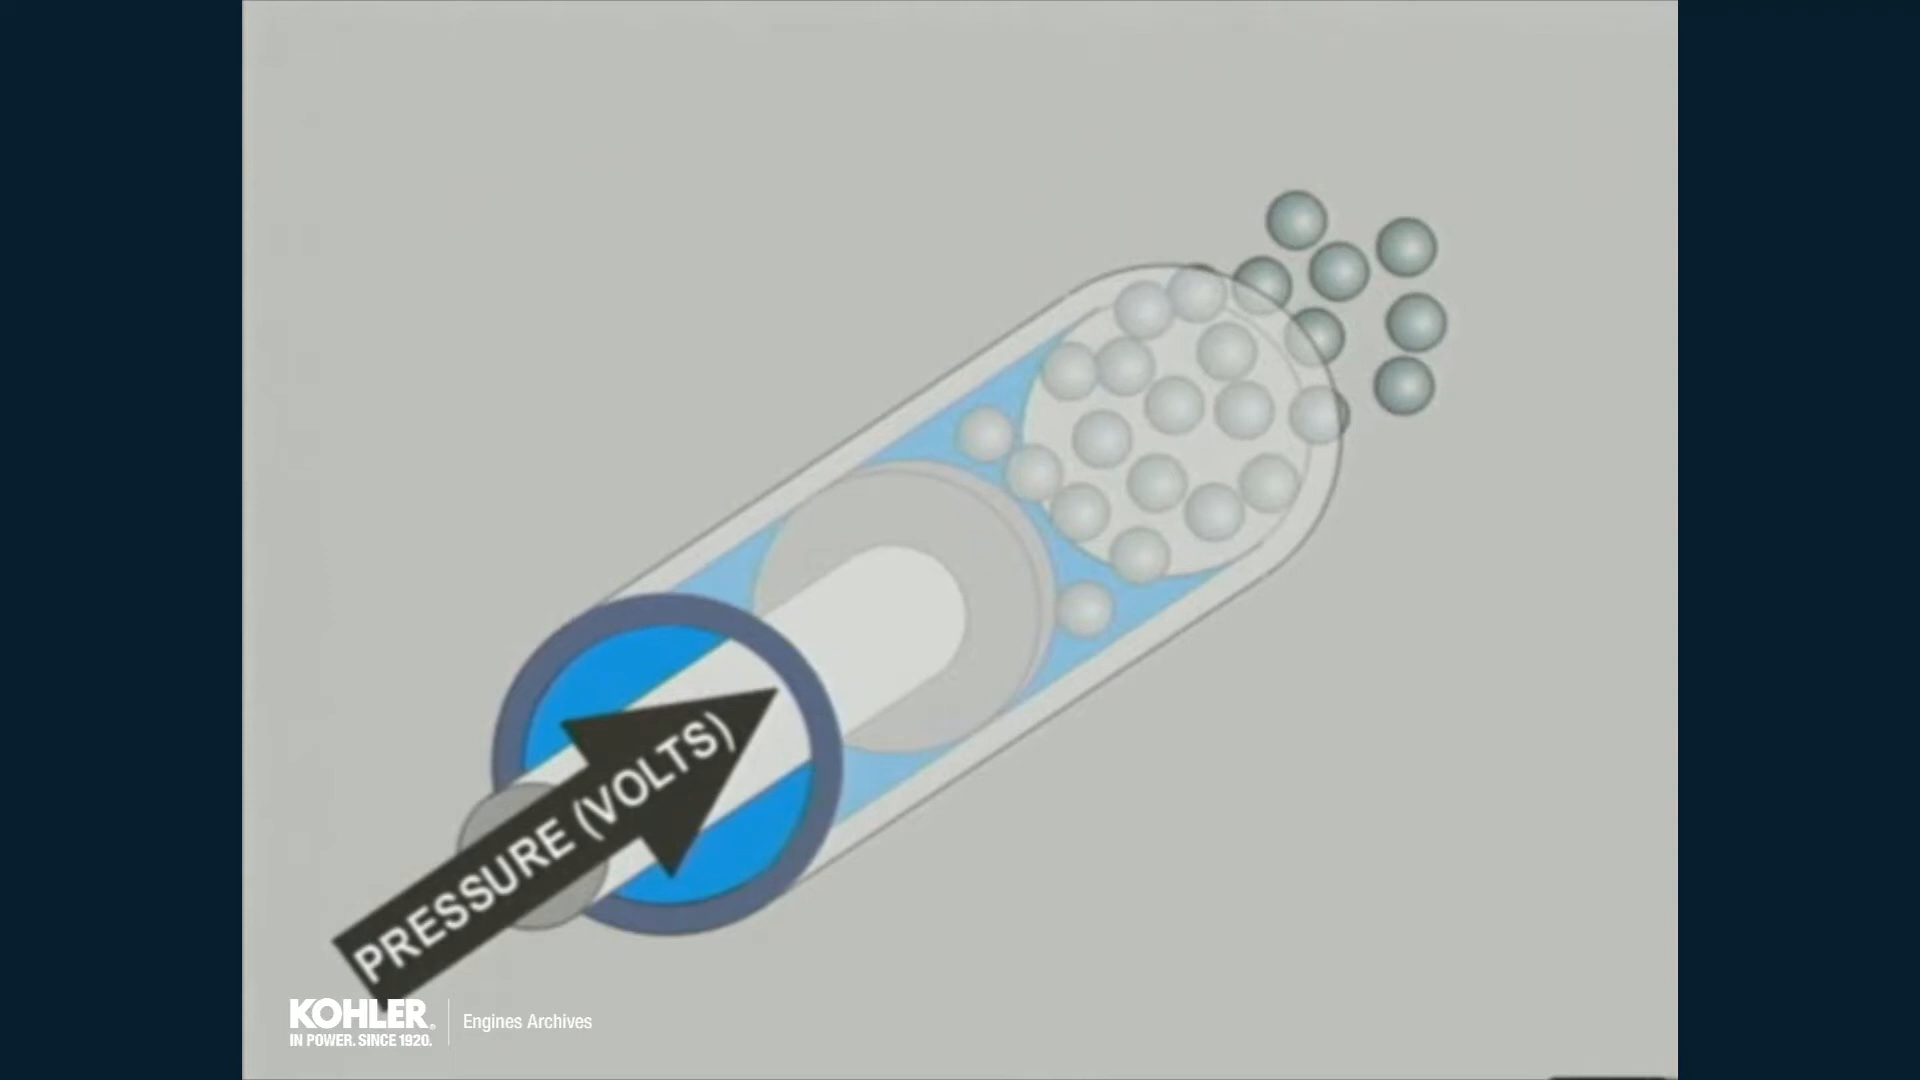 PRESSURE (VOLTS)
KOHLER®
IN POWER. SINCE 1920.
Engines Archives